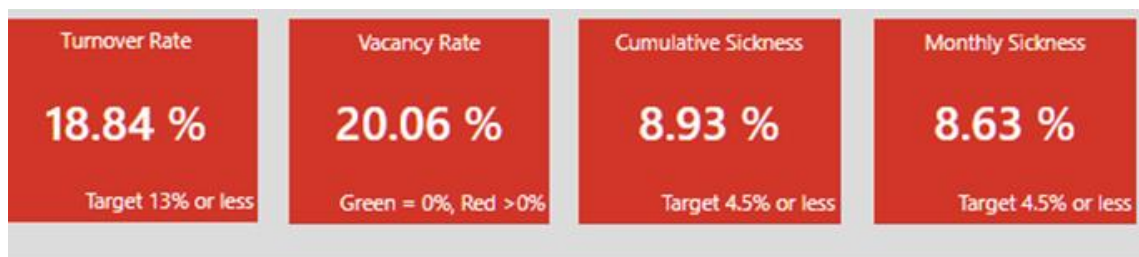 Turnover Rate
18.84 %
Target 13% or less
Vacancy Rate
20.06 %
Green = 0%, Red >0%
Cumulative Sickness
8.93 %
Target 4.5% or less
Monthly Sickness
8.63 %
Target 4.5% or less